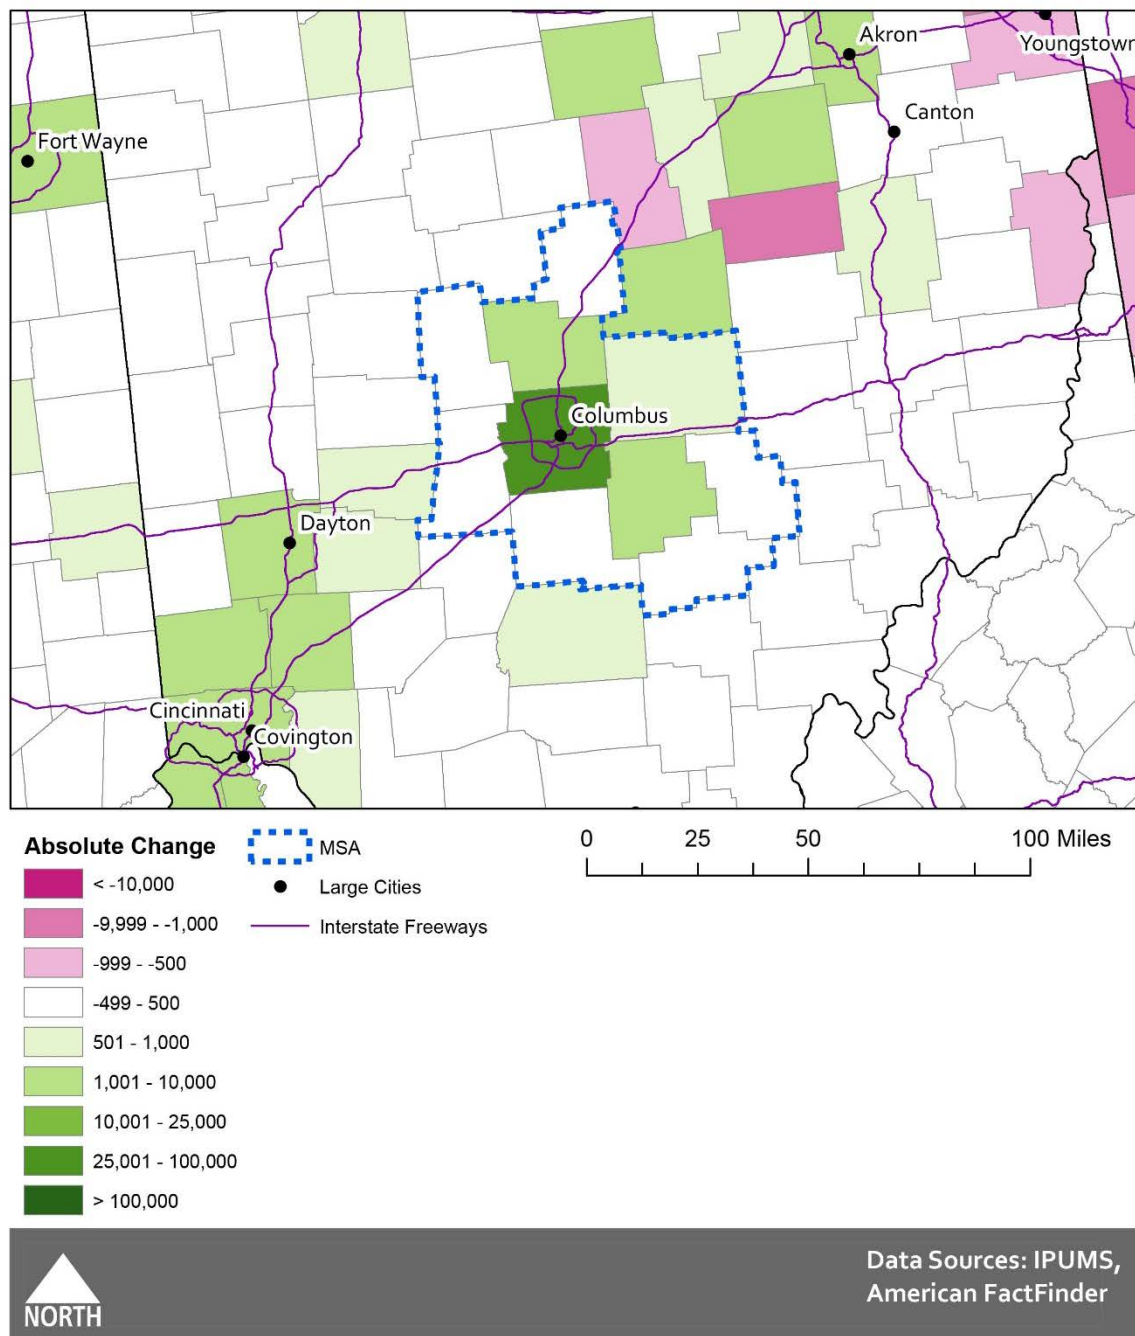 Akron
Youngstown
Canton
Fort Wayne
Columbus
Dayton
Cincinnati
Covington
Absolute Change
< -10,000
-9,999 - -1,000
-999 - -500
-499 - 500
501 - 1,000
1,001 - 10,000
10,001 - 25,000
25,001 - 100,000
> 100,000
MSA
Large Cities
Interstate Freeways
0 25 50 100 Miles
NORTH
Data Sources: IPUMS,
American FactFinder